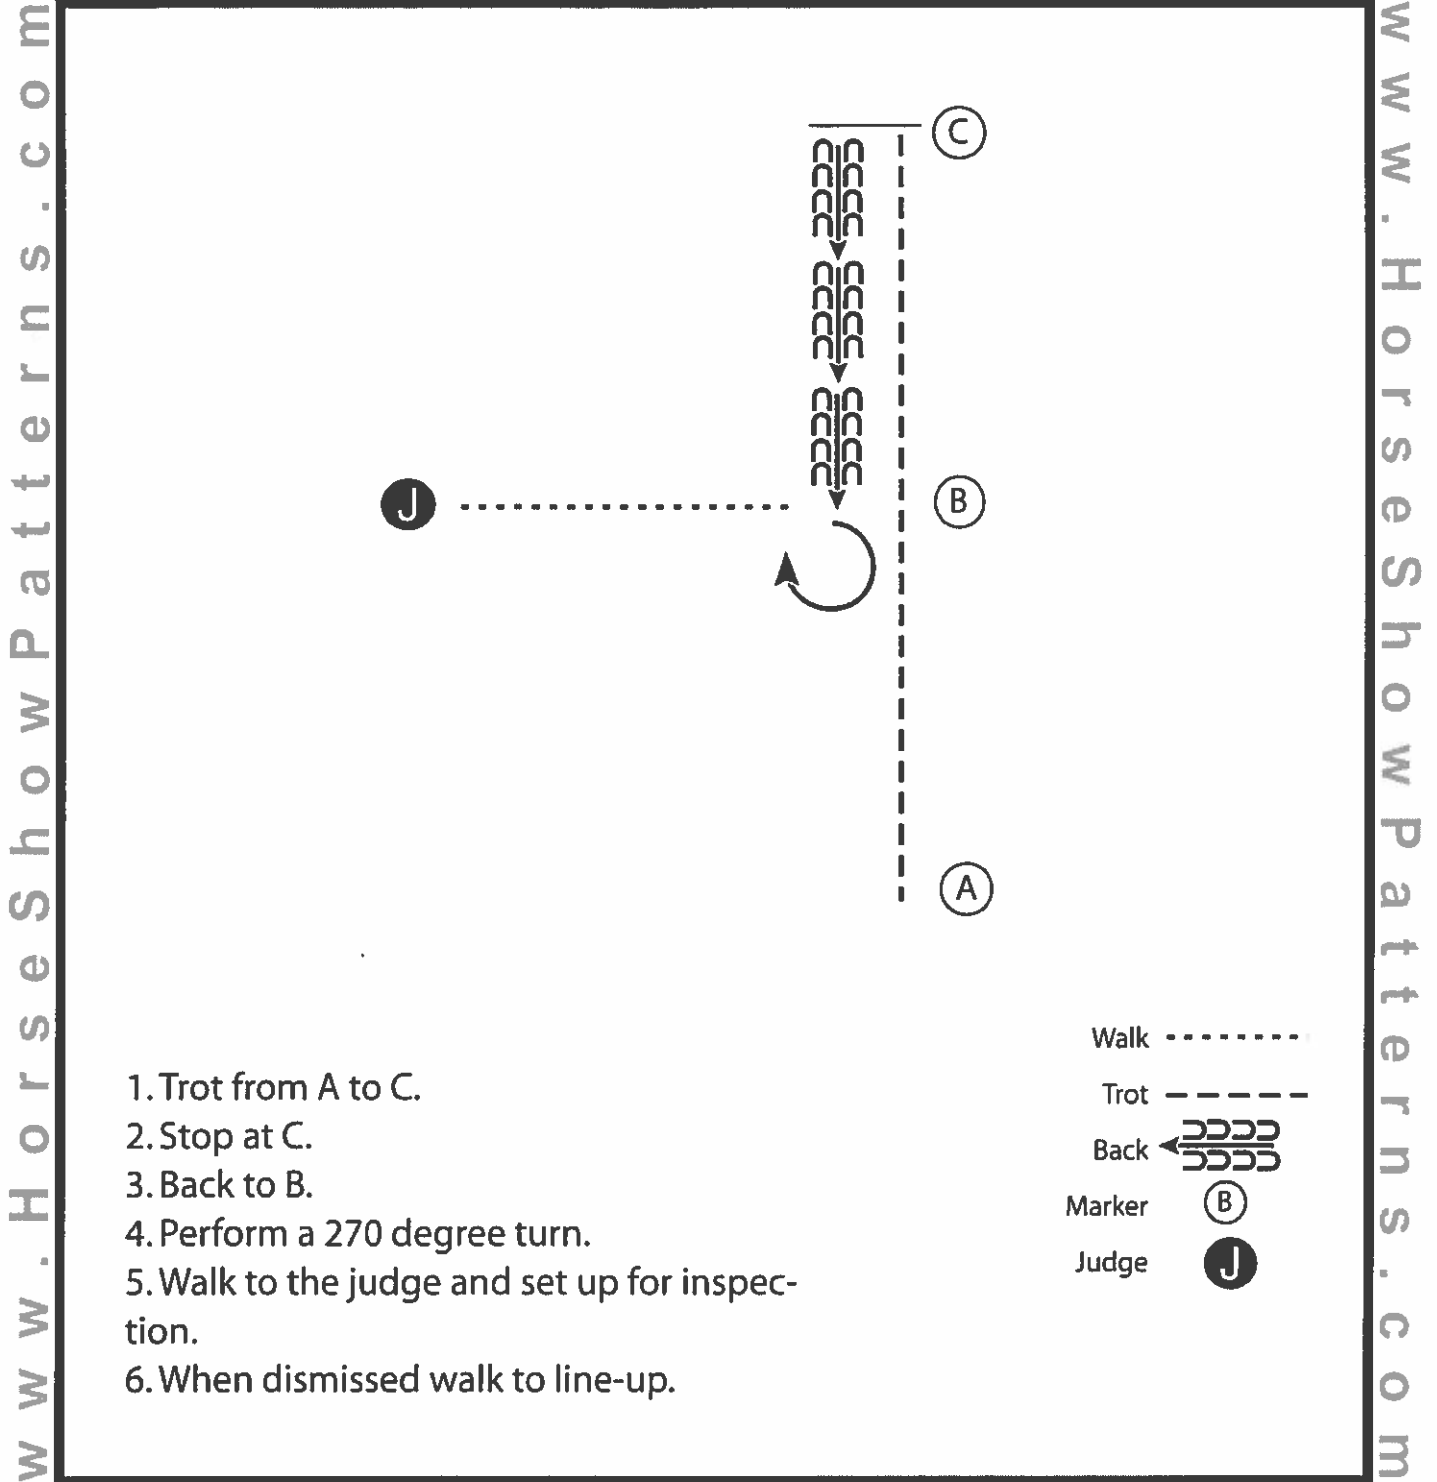 www.HorseShowPatterns.com
www.HorseShowPatterns.com
C
J
B
A
Walk
Trot
Back
Marker B
Judge J
1. Trot from A to C.
2. Stop at C.
3. Back to B.
4. Perform a 270 degree turn.
5. Walk to the judge and set up for inspec-
tion.
6. When dismissed walk to line-up.